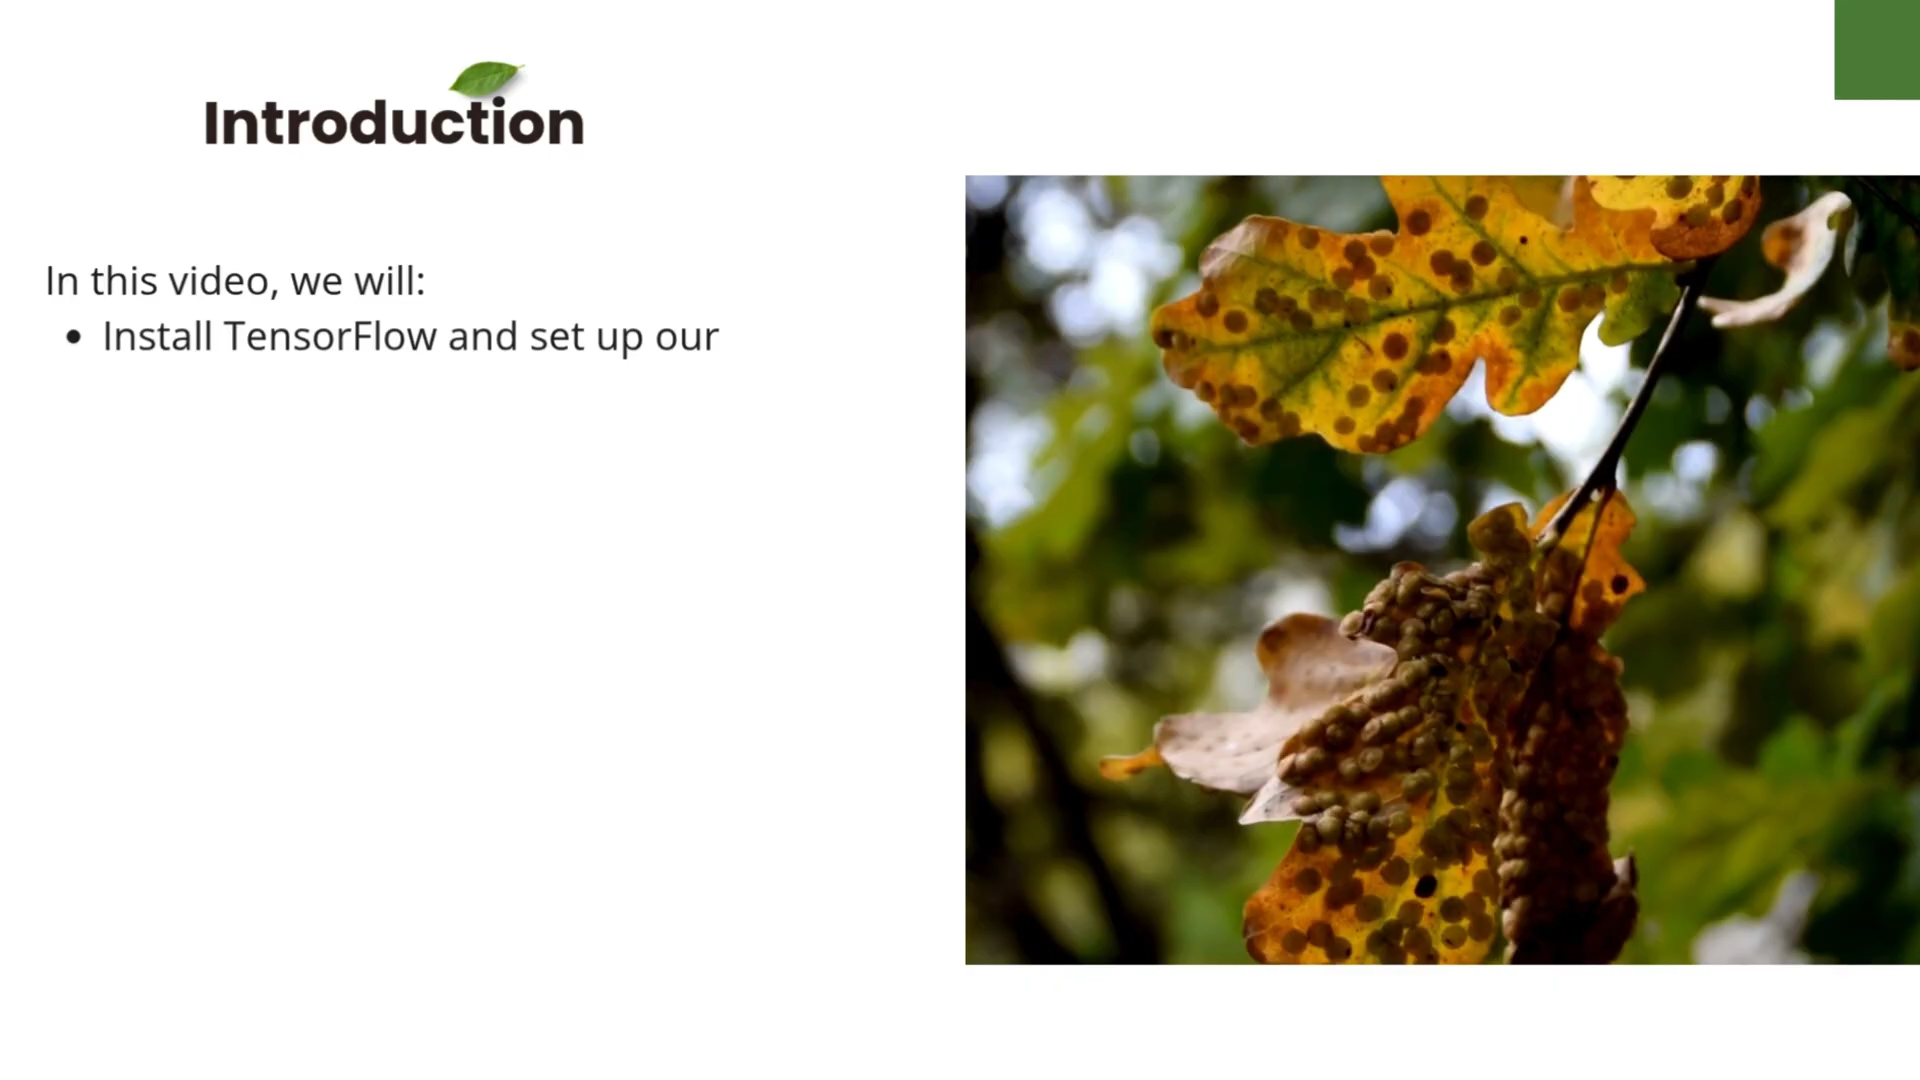 Introduction
In this video, we will:
• Install TensorFlow and set up our